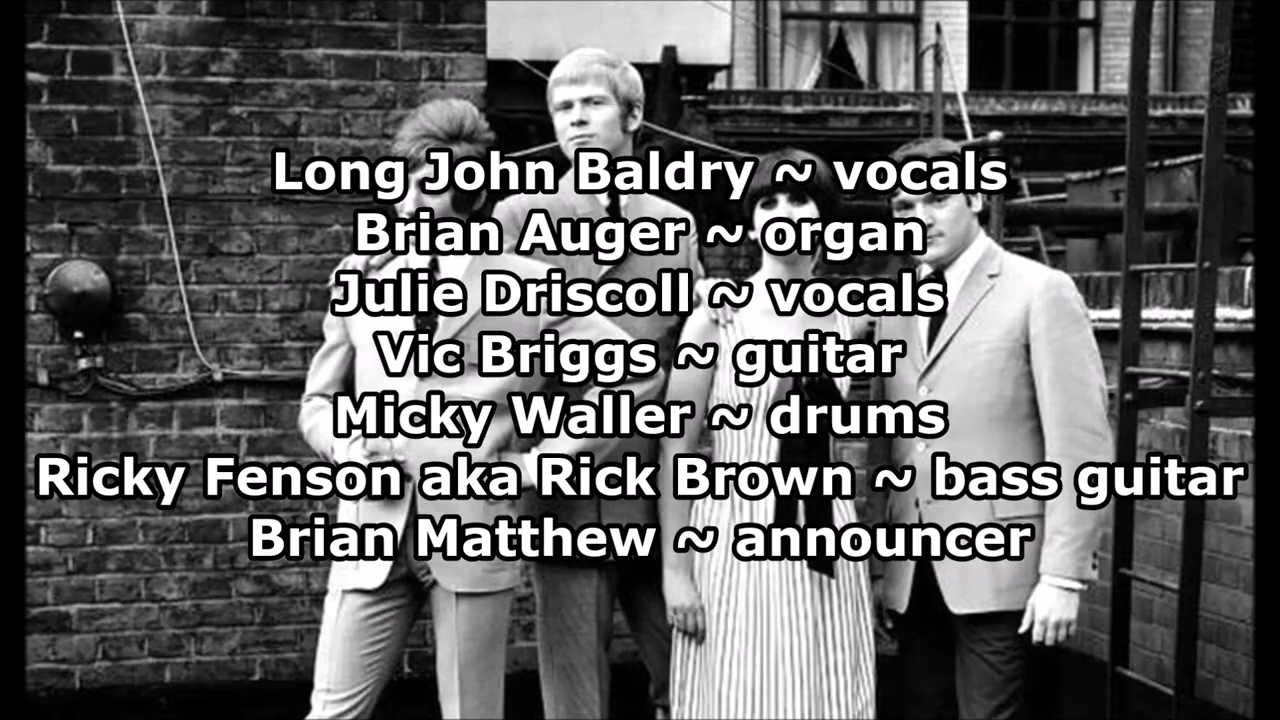 Long John Baldry ~ vocals
Brian Auger ~ organ
Julie Driscoll ~ vocals
Vic Briggs ~ guitar
Micky Waller ~ drums
Ricky Fenson aka Rick Brown ~ bass guitar
Brian Matthew ~ announcer